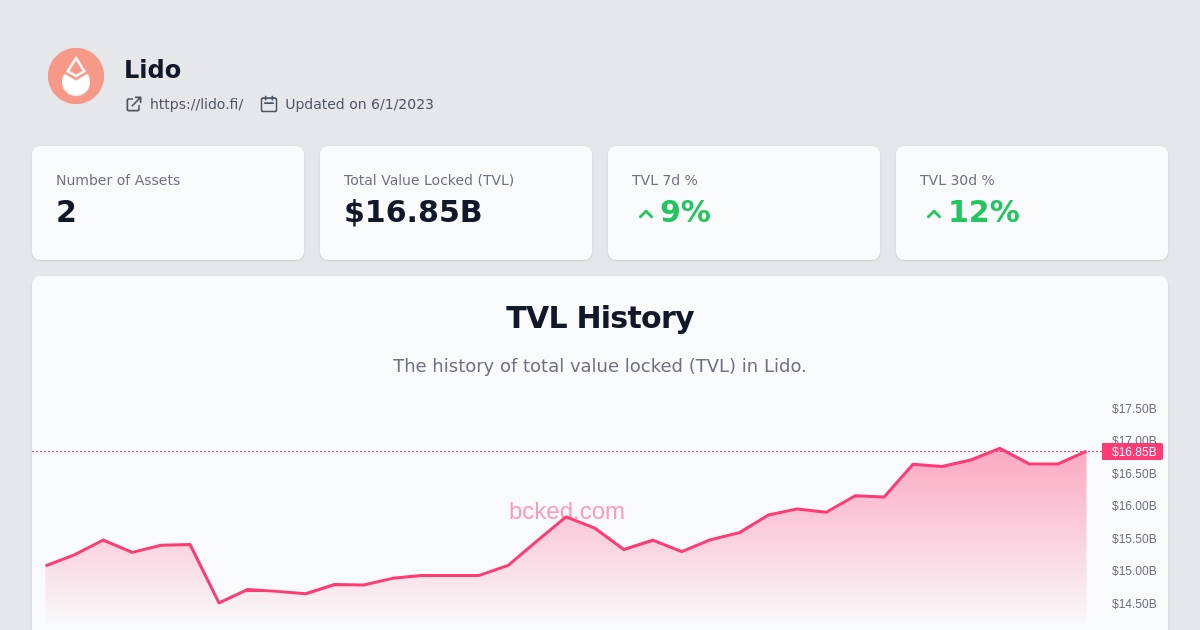 Lido
https://lido.fi/ Updated on 6/1/2023
Number of Assets
2
Total Value Locked (TVL)
$16.85B
TVL 7d %
9%
TVL 30d %
12%
TVL History
The history of total value locked (TVL) in Lido.
$17.50B
$17.00B
$16.85B
$16.50B
bcked.com
$16.00B
$15.50B
$15.00B
$14.50B